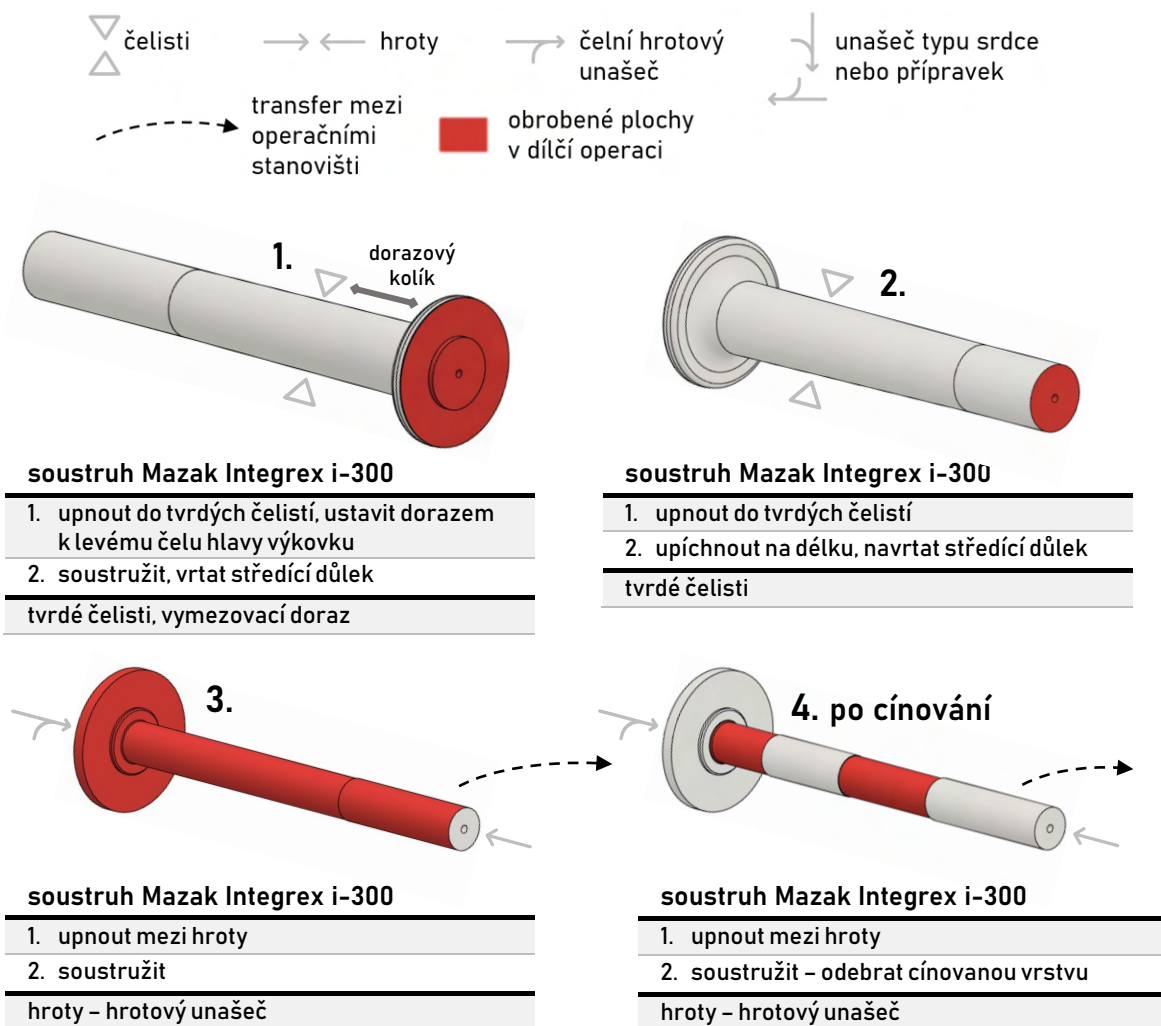 čelisti
hroty
čelní hrotový
unašeč
unašeč typu srdce
nebo přípravek
transfer mezi
operačními
stanovišti
obrobené plochy
v dílčí operaci
1.
dorazový
kolík
2.
soustruh Mazak Integrex i-300
1. upnout do tvrdých čelistí, ustavit dorazem
k levému čelu hlavy výkovku
2. soustružit, vrtat středící důlek
tvrdé čelisti, vymezovací doraz
soustruh Mazak Integrex i-300
1. upnout do tvrdých čelistí
2. upíchnout na délku, navrtat středící důlek
tvrdé čelisti
3.
4. po cínování
soustruh Mazak Integrex i-300
1. upnout mezi hroty
2. soustružit
hroty – hrotový unašeč
soustruh Mazak Integrex i-300
1. upnout mezi hroty
2. soustružit – odebrat cínovanou vrstvu
hroty – hrotový unašeč